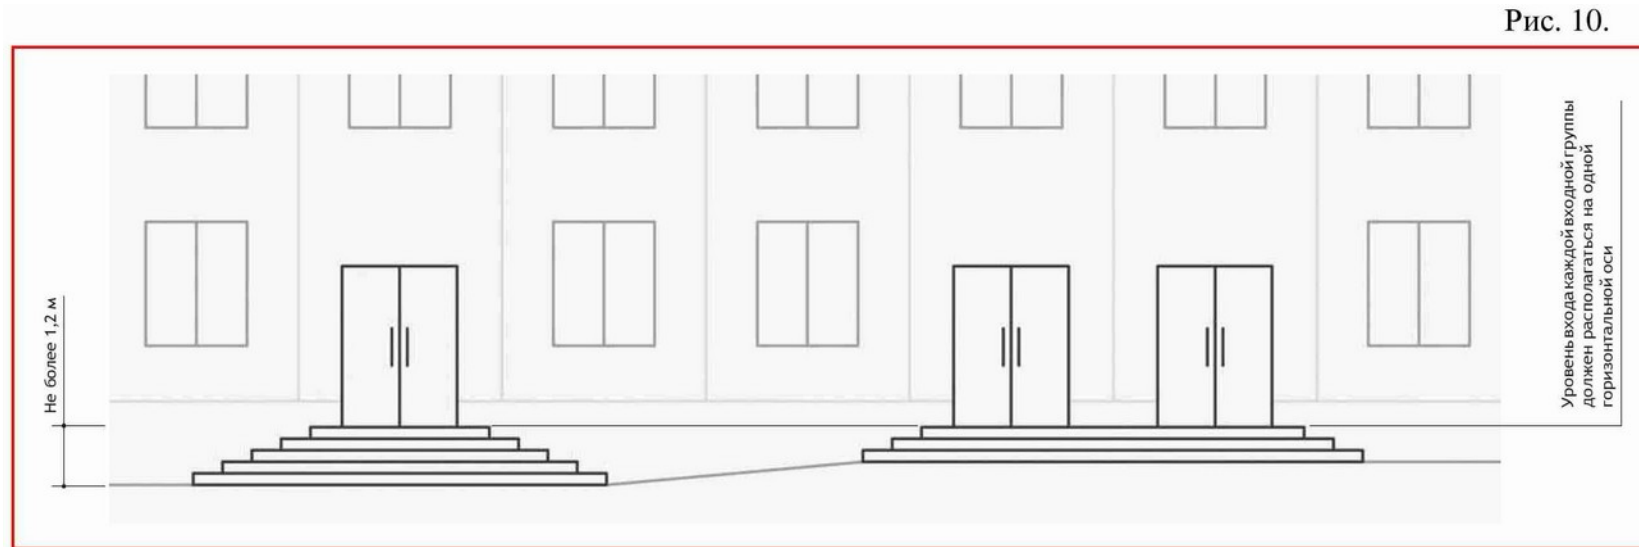 Рис. 10.
Не более 1,2 м
Уровень входа каждой входной группы
должен располагаться на одной
горизонтальной оси